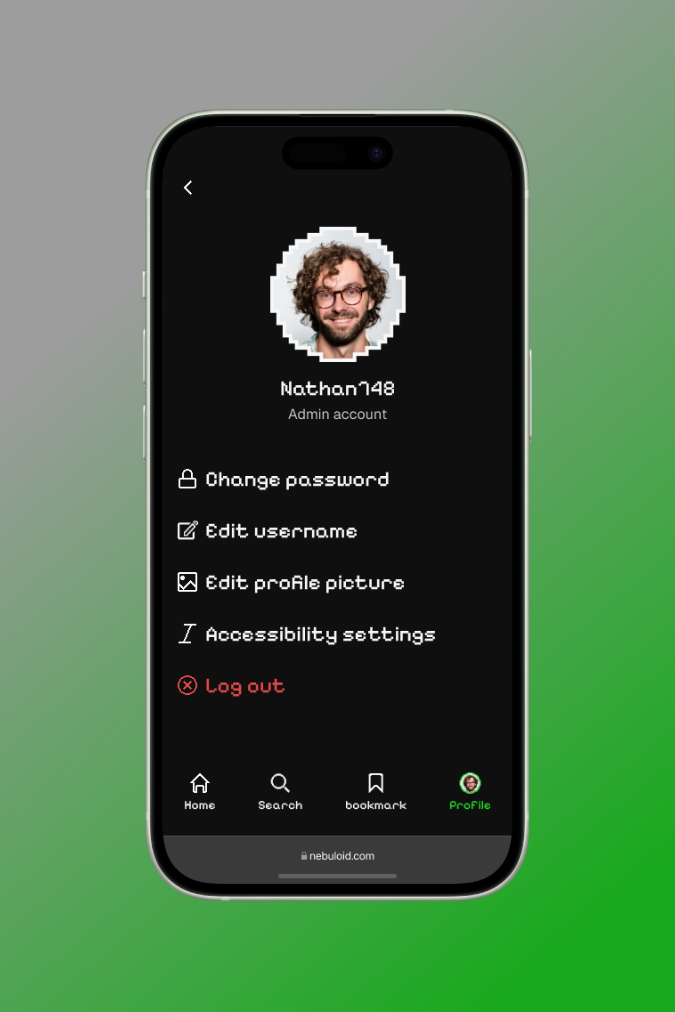 Nathan748
Admin account
Change password
Edit username
Edit profile picture
Accessibility settings
Log out
Home
Search
bookmark
Profile
nebuloid.com